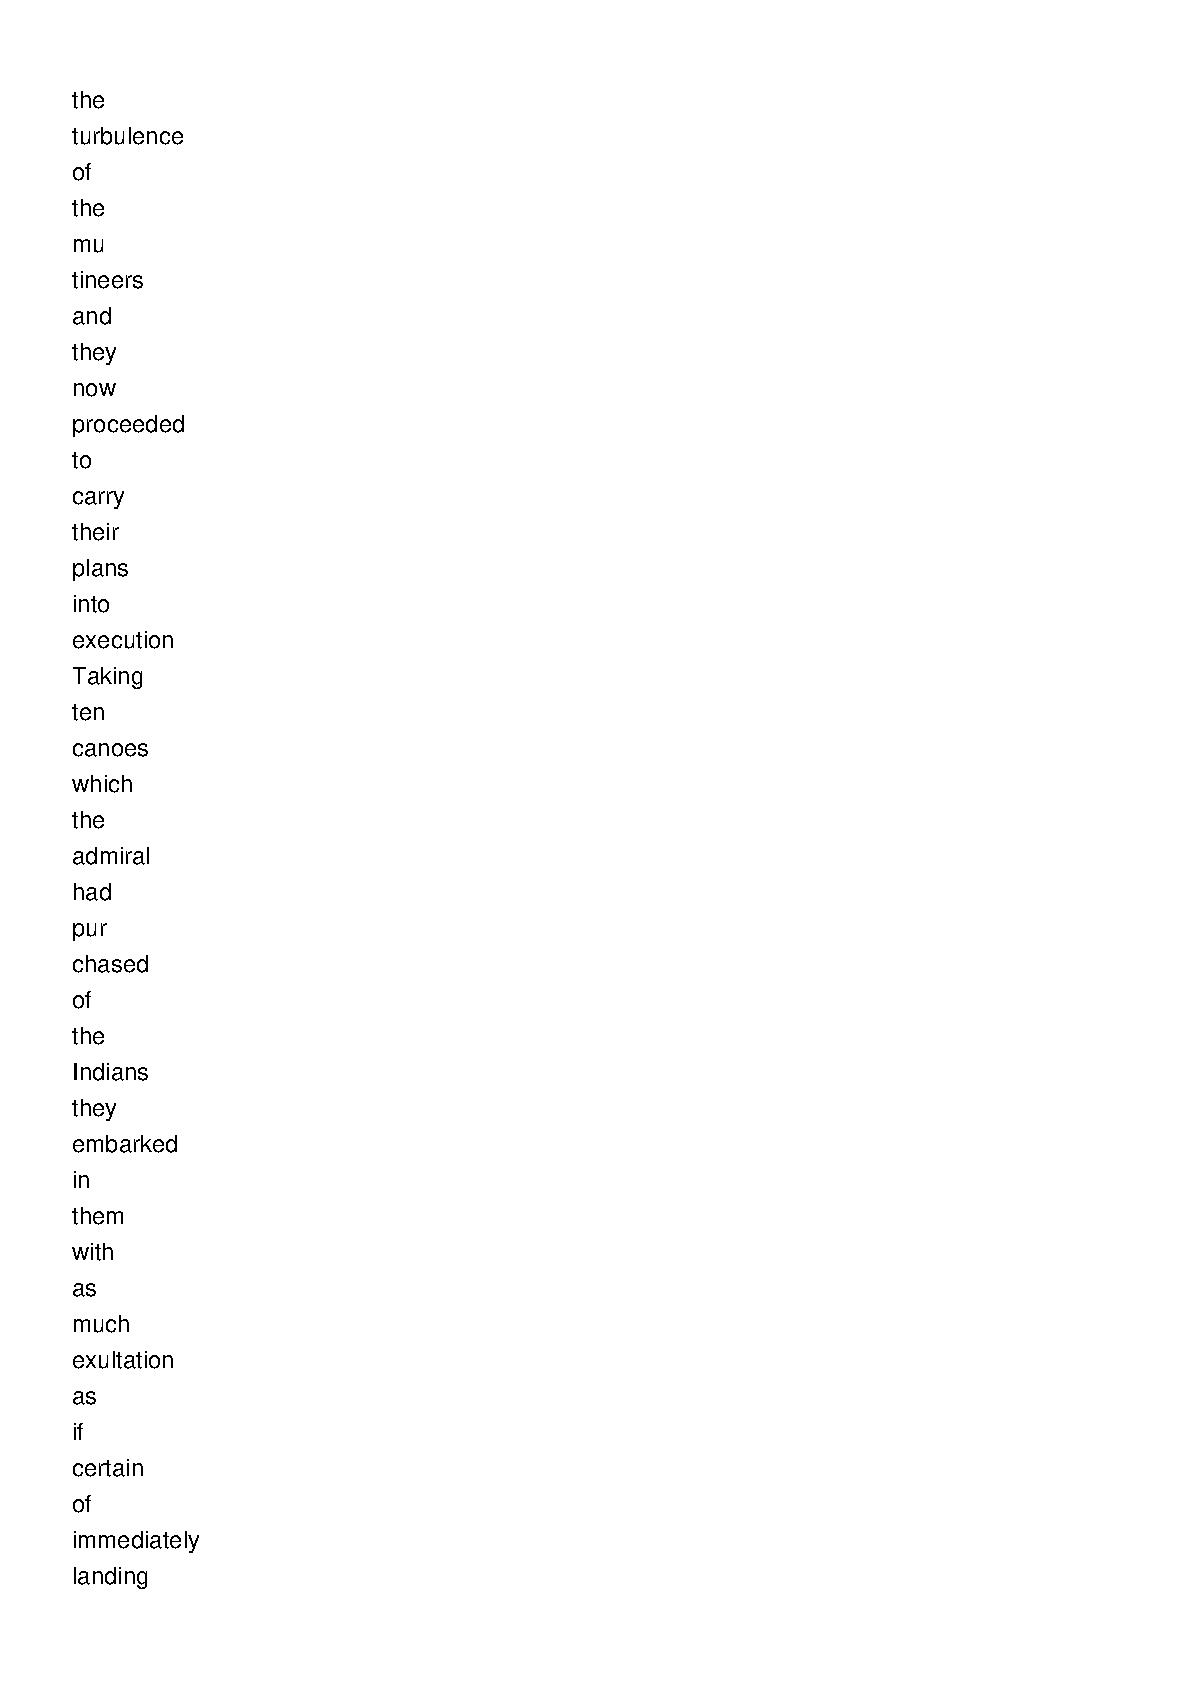 the
turbulence
of
the
mu
tineers
and
they
now
proceeded
to
carry
their
plans
into
execution
Taking
ten
canoes
which
the
admiral
had
pur
chased
of
the
Indians
they
embarked
in
them
with
as
much
exultation
as
if
certain
of
immediately
landing